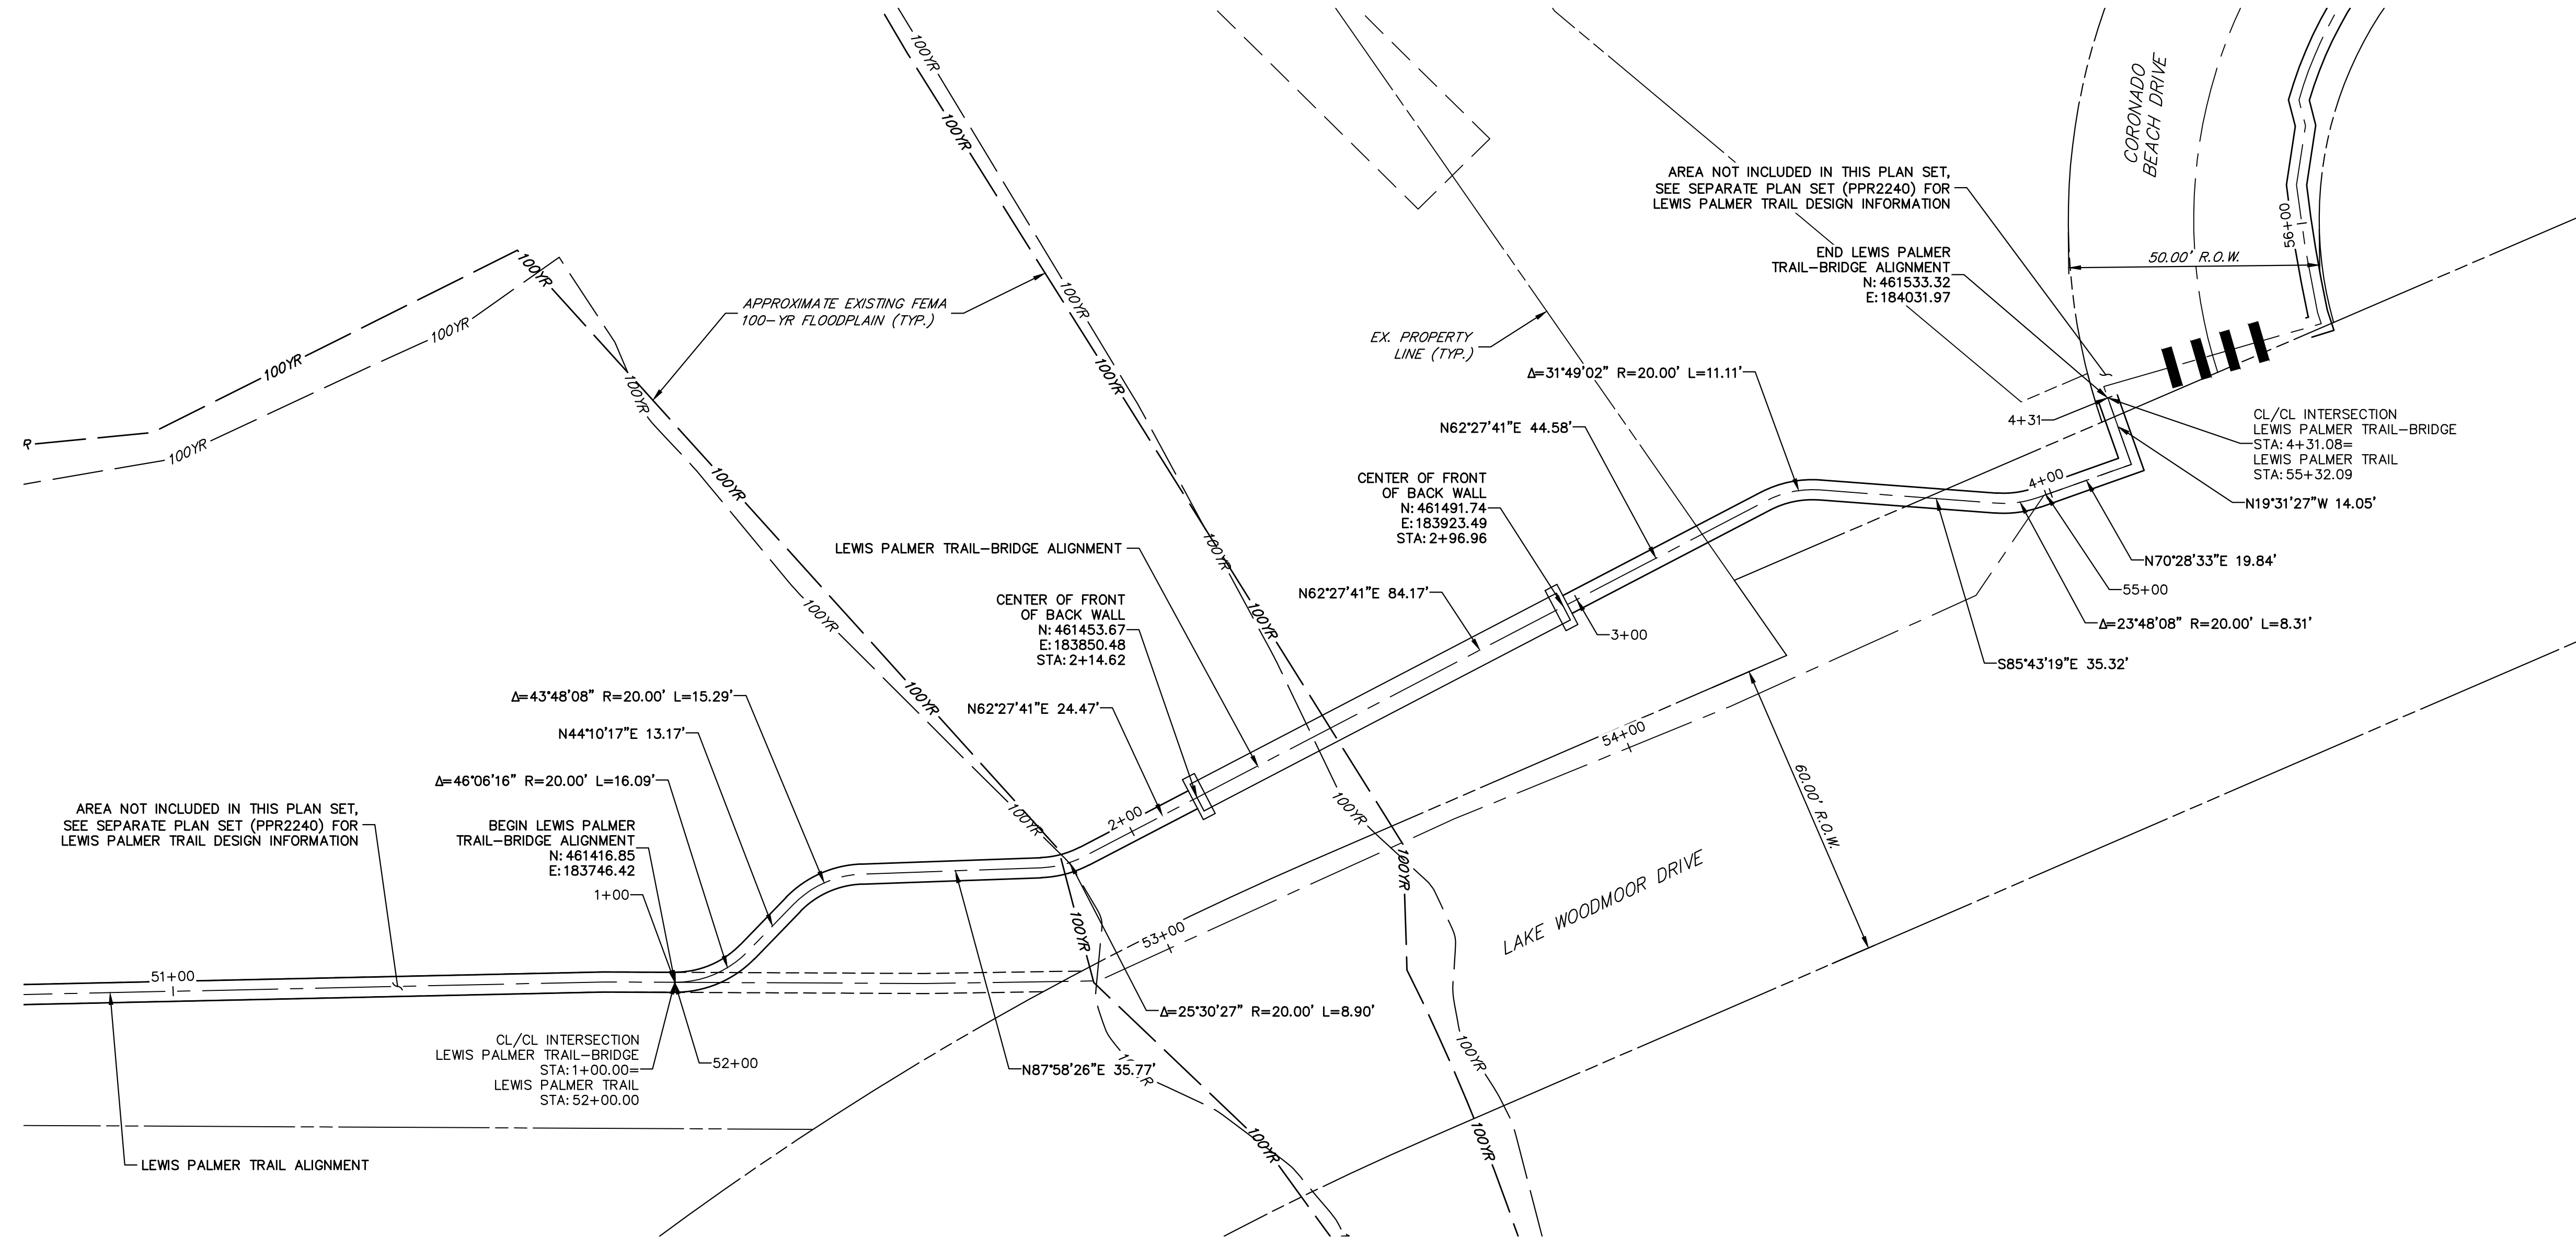 100YR
100YR
CORONADO
BEACH DRIVE
AREA NOT INCLUDED IN THIS PLAN SET,
SEE SEPARATE PLAN SET (PPR2240) FOR
LEWIS PALMER TRAIL DESIGN INFORMATION
56+00
50.00' R.O.W.
END LEWIS PALMER
TRAIL-BRIDGE ALIGNMENT
N: 461533.32
E: 184031.97
100YR
100YR
APPROXIMATE EXISTING FEMA
100-YR FLOODPLAIN (TYP.)
100YR
100YR
100YR
100YR
EX. PROPERTY
LINE (TYP.)
Δ=31°49'02" R=20.00' L=11.11'
100YR
4+31
CL/CL INTERSECTION
LEWIS PALMER TRAIL-BRIDGE
STA: 4+31.08=
LEWIS PALMER TRAIL
STA: 55+32.09
N62°27'41"E 44.58'
R
100YR
100YR
CENTER OF FRONT
OF BACK WALL
N: 461491.74
E: 183923.49
STA: 2+96.96
4+00
N19°31'27"W 14.05'
LEWIS PALMER TRAIL-BRIDGE ALIGNMENT
100YR
N70°28'33"E 19.84'
55+00
N62°27'41"E 84.17'
100YR
100YR
CENTER OF FRONT
OF BACK WALL
N: 461453.67
E: 183850.48
STA: 2+14.62
3+00
Δ=23°48'08" R=20.00' L=8.31'
S85°43'19"E 35.32'
Δ=43°48'08" R=20.00' L=15.29'
100YR
N62°27'41"E 24.47'
54+00
N44°10'17"E 13.17'
Δ=46°06'16" R=20.00' L=16.09'
60.00' R.O.W.
AREA NOT INCLUDED IN THIS PLAN SET,
SEE SEPARATE PLAN SET (PPR2240) FOR
LEWIS PALMER TRAIL DESIGN INFORMATION
BEGIN LEWIS PALMER
TRAIL-BRIDGE ALIGNMENT
N: 461416.85
E: 183746.42
1+00
100YR
2+00
100YR
100YR
LAKE WOODMOOR DRIVE
100YR
53+00
51+00
Δ=25°30'27" R=20.00' L=8.90'
CL/CL INTERSECTION
LEWIS PALMER TRAIL-BRIDGE
STA: 1+00.00=
LEWIS PALMER TRAIL
STA: 52+00.00
52+00
N87°58'26"E 35.77'
100YR
100YR
100YR
LEWIS PALMER TRAIL ALIGNMENT